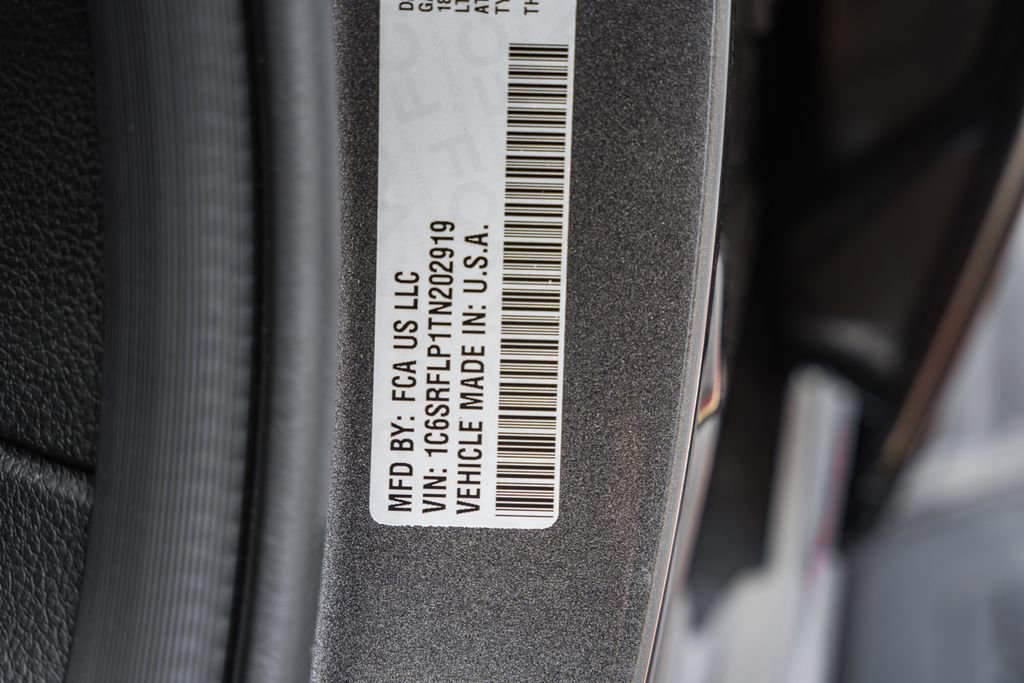 MFD BY: FCA US LLC
VIN: 1C6SRFLP1TN202919
VEHICLE MADE IN: U.S.A.